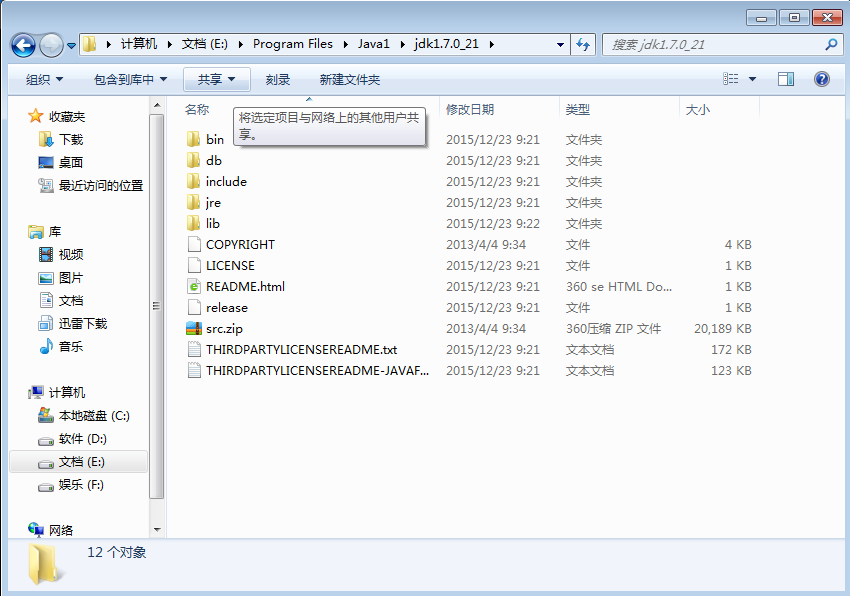 计算机 文档 (E:) Program Files Java1 jdk1.7.0_21 搜索 jdk1.7.0_21
组织 包含到库中 共享 刻录 新建文件夹
收藏夹
下载
桌面
最近访问的位置
库
视频
图片
文档
迅雷下载
音乐
计算机
本地磁盘 (C:)
软件 (D:)
文档 (E:)
娱乐 (F:)
网络
名称 修改日期 类型 大小
将选定项目与网络上的其他用户共
享。
bin 2015/12/23 9:21 文件夹
db 2015/12/23 9:21 文件夹
include 2015/12/23 9:21 文件夹
jre 2015/12/23 9:21 文件夹
lib 2015/12/23 9:22 文件夹
COPYRIGHT 2013/4/4 9:34 文件 4 KB
LICENSE 2015/12/23 9:21 文件 1 KB
README.html 2015/12/23 9:21 360 se HTML Do... 1 KB
release 2015/12/23 9:21 文件 1 KB
src.zip 2013/4/4 9:34 360压缩 ZIP 文件 20,189 KB
THIRDPARTYLICENSEREADME.txt 2015/12/23 9:21 文本文档 172 KB
THIRDPARTYLICENSEREADME-JAVAF... 2015/12/23 9:21 文本文档 123 KB
12 个对象